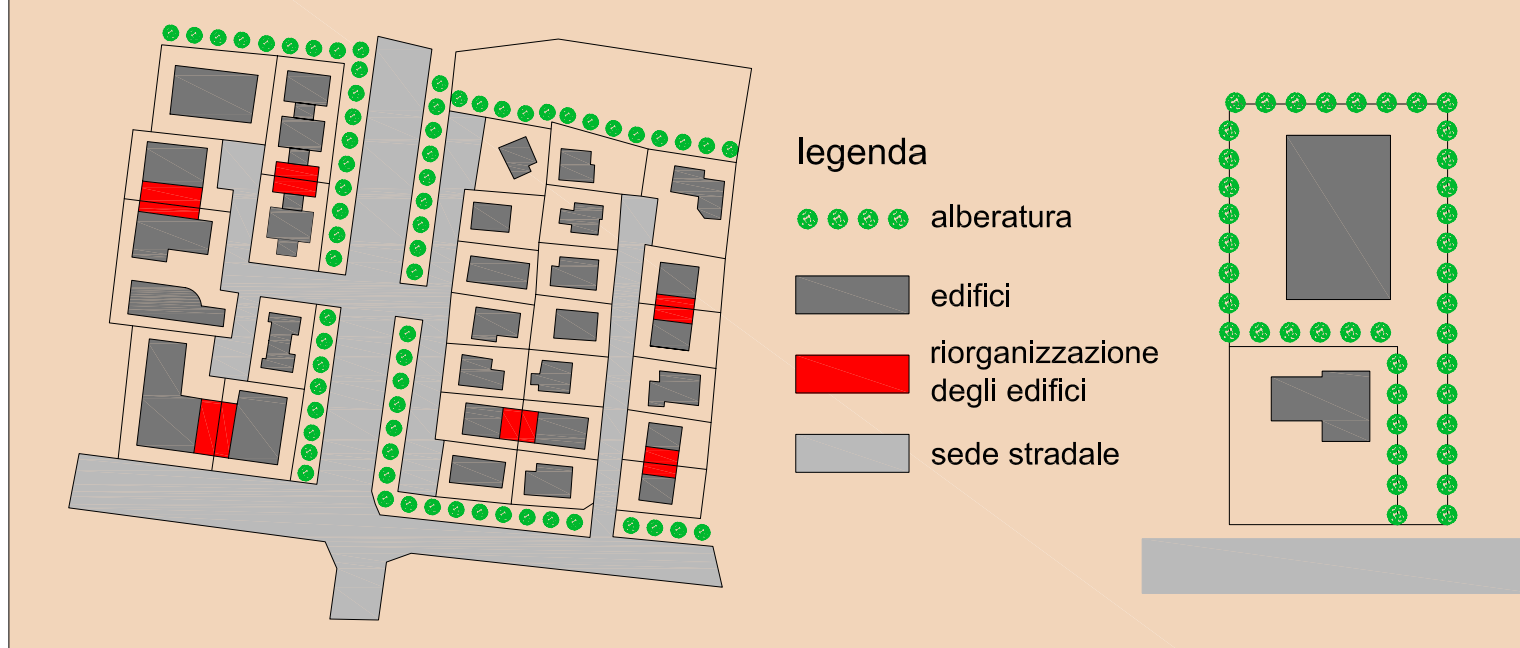 legenda
alberatura
edifici
riorganizzazione
degli edifici
sede stradale